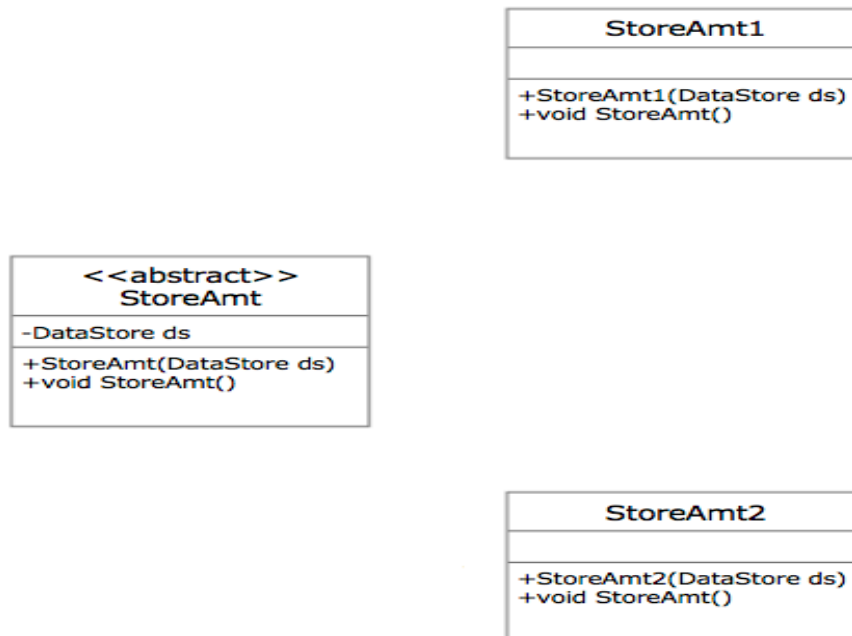 StoreAmt1
+StoreAmt1(DataStore ds)
+void StoreAmt()
<<abstract>>
StoreAmt
-DataStore ds
+StoreAmt(DataStore ds)
+void StoreAmt()
StoreAmt2
+StoreAmt2(DataStore ds)
+void StoreAmt()